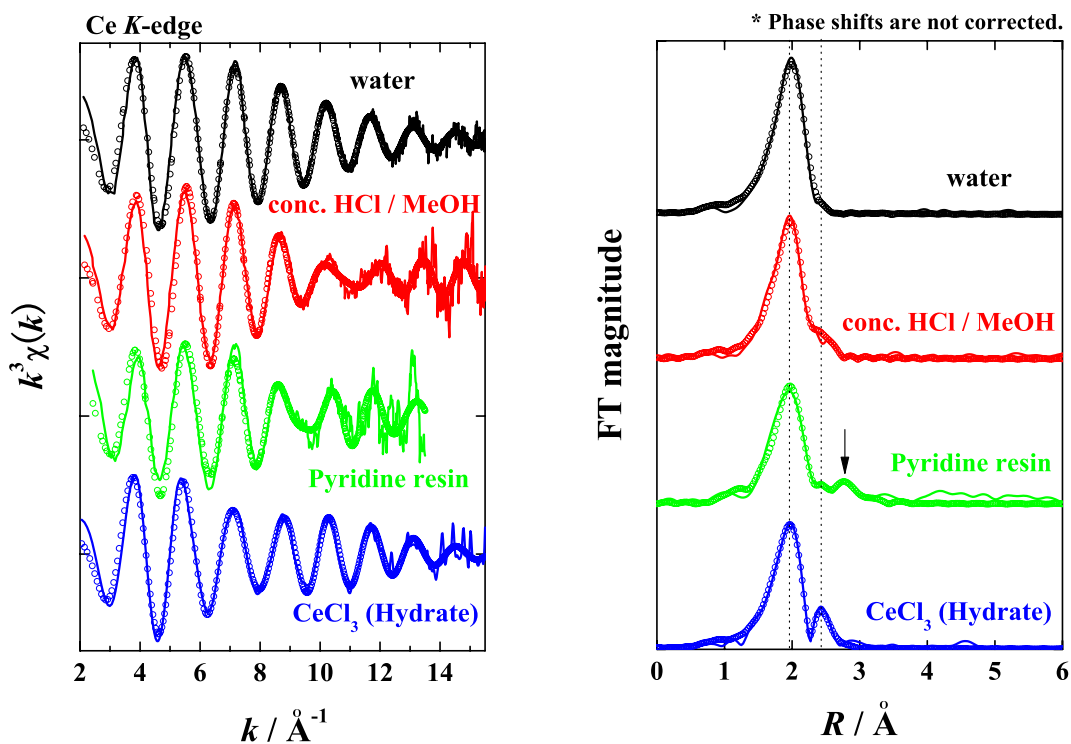 Ce K-edge
water
conc. HCl / MeOH
Pyridine resin
CeCl3 (Hydrate)
k³χ(k)
2 4 6 8 10 12 14
k / Å⁻¹
* Phase shifts are not corrected.
water
conc. HCl / MeOH
Pyridine resin
CeCl3 (Hydrate)
FT magnitude
0 1 2 3 4 5 6
R / Å